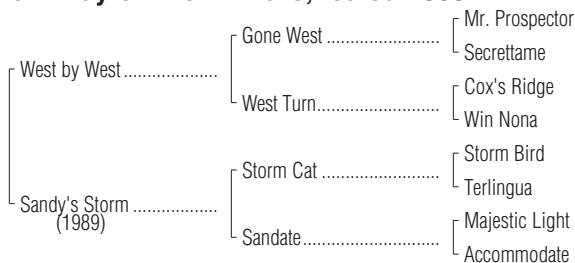 Mr. Prospector
Gone West
Secrettame
West by West
Cox's Ridge
West Turn
Win Nona
Storm Bird
Storm Cat
Terlingua
Sandy's Storm
(1989)
Majestic Light
Sandate
Accommodate